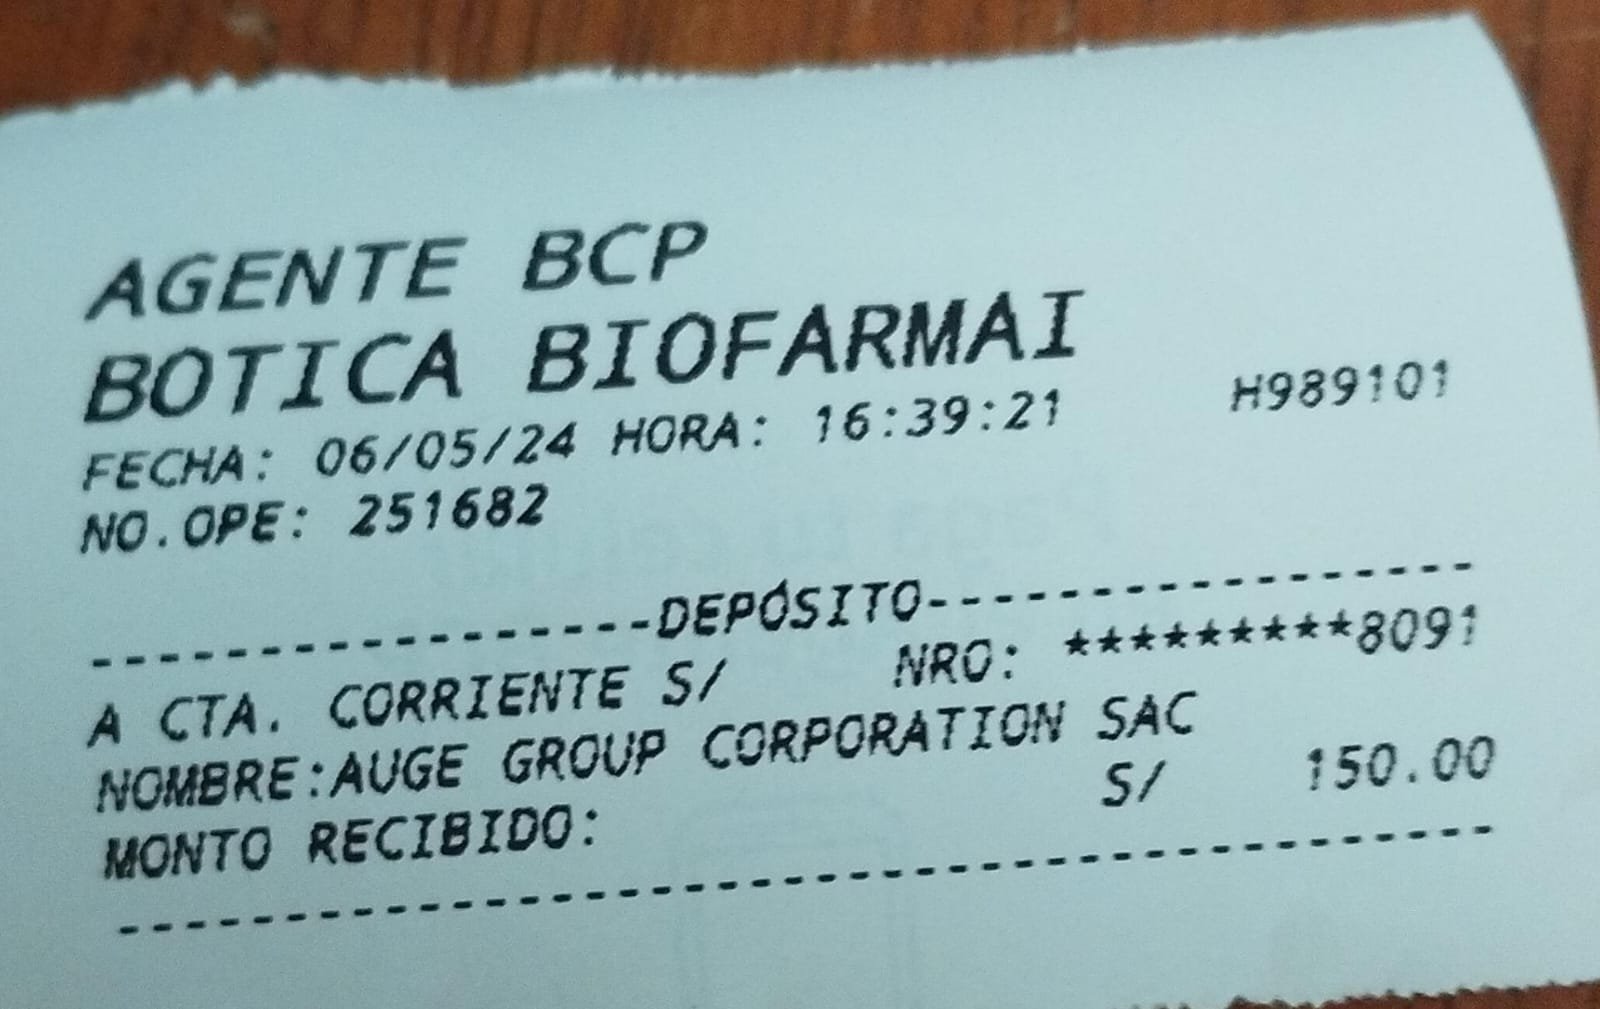 AGENTE BCP
BOTICA BIOFARMAI
FECHA: 06/05/24 HORA: 16:39:21 H989101
NO.OPE: 251682
-----------------DEPÓSITO-----------------
A CTA. CORRIENTE S/ NRO: *********8091
NOMBRE:AUGE GROUP CORPORATION SAC
MONTO RECIBIDO: S/ 150.00
------------------------------------------